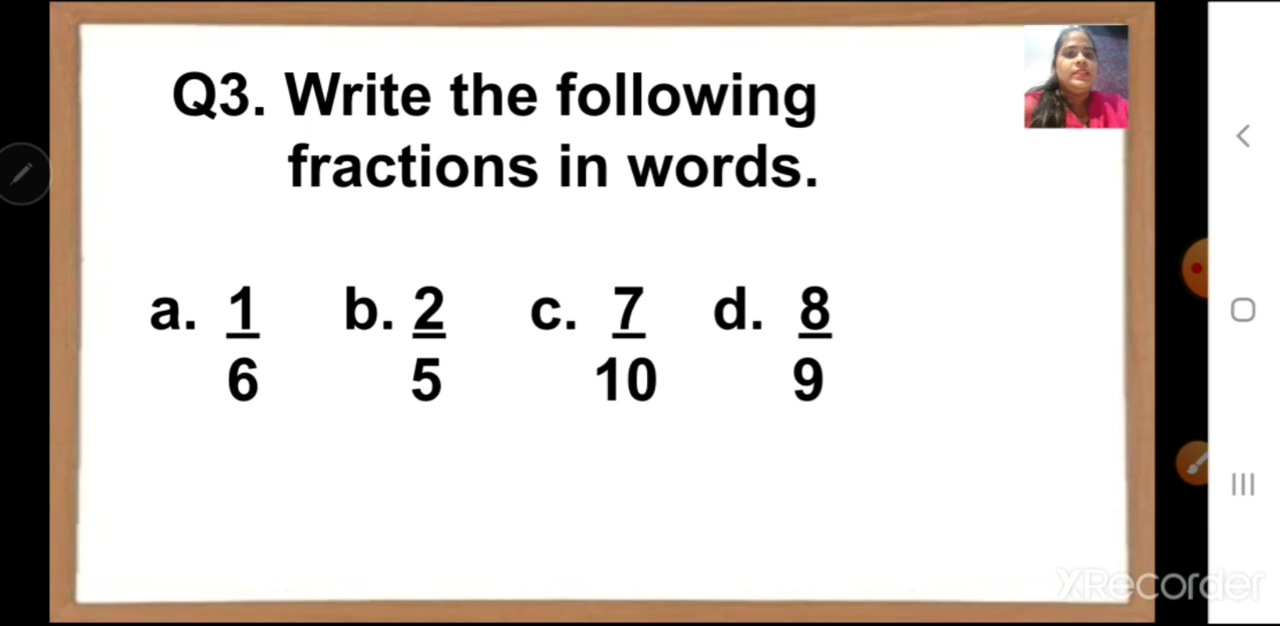 Q3. Write the following
fractions in words.
a. 1/6 b. 2/5 c. 7/10 d. 8/9
XRecorder